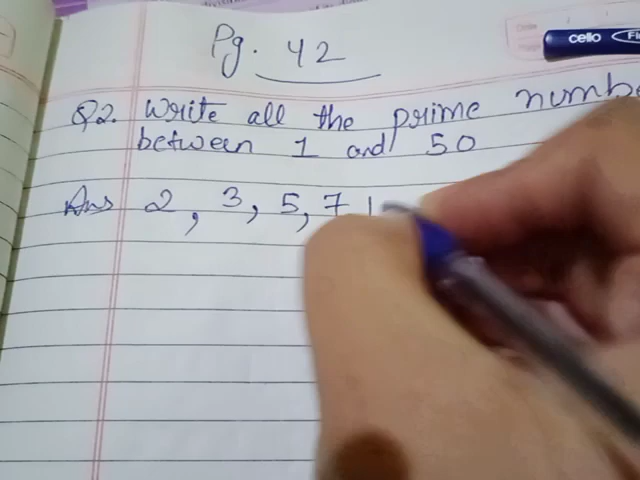 cello
Pg. 42
Q2. Write all the prime
between 1 and 50
Ans 2, 3, 5, 7